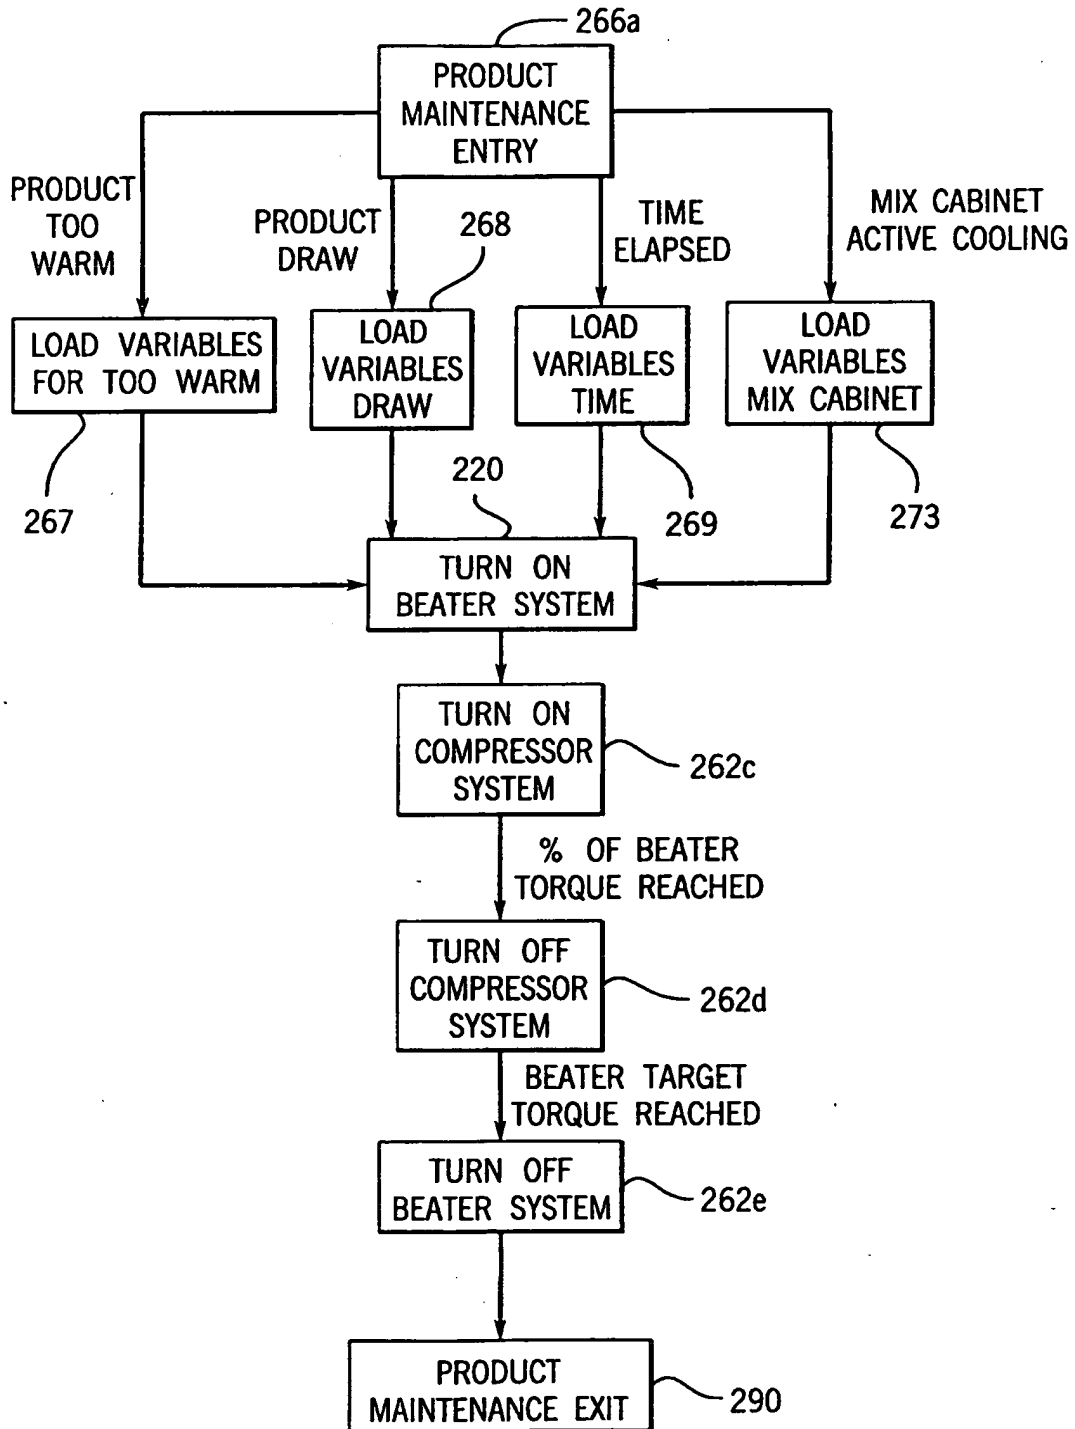 266a
PRODUCT
MAINTENANCE
ENTRY
PRODUCT
TOO
WARM
PRODUCT
DRAW
268
TIME
ELAPSED
MIX CABINET
ACTIVE COOLING
LOAD VARIABLES
FOR TOO WARM
LOAD
VARIABLES
DRAW
LOAD
VARIABLES
TIME
LOAD
VARIABLES
MIX CABINET
267
220
269
273
TURN ON
BEATER SYSTEM
TURN ON
COMPRESSOR
SYSTEM
262c
% OF BEATER
TORQUE REACHED
TURN OFF
COMPRESSOR
SYSTEM
262d
BEATER TARGET
TORQUE REACHED
TURN OFF
BEATER SYSTEM
262e
PRODUCT
MAINTENANCE EXIT
290